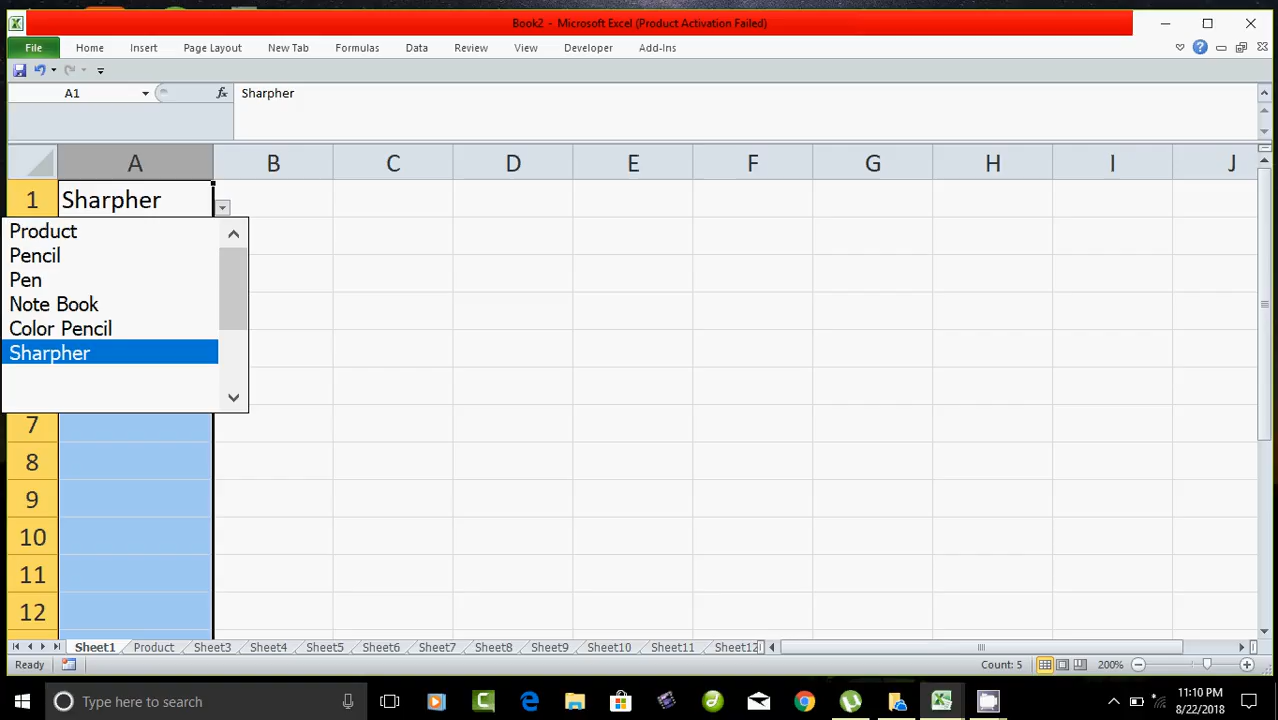 Book2 - Microsoft Excel (Product Activation Failed)
File Home Insert Page Layout New Tab Formulas Data Review View Developer Add-Ins
A1 fx Sharpher
A B C D E F G H I J
1 Sharpher
Product
Pencil
Pen
Note Book
Color Pencil
Sharpher
7
8
9
10
11
12
Sheet1 Product Sheet3 Sheet4 Sheet5 Sheet6 Sheet7 Sheet8 Sheet9 Sheet10 Sheet11 Sheet12
Ready Count: 5 200%
Type here to search
11:10 PM
8/22/2018